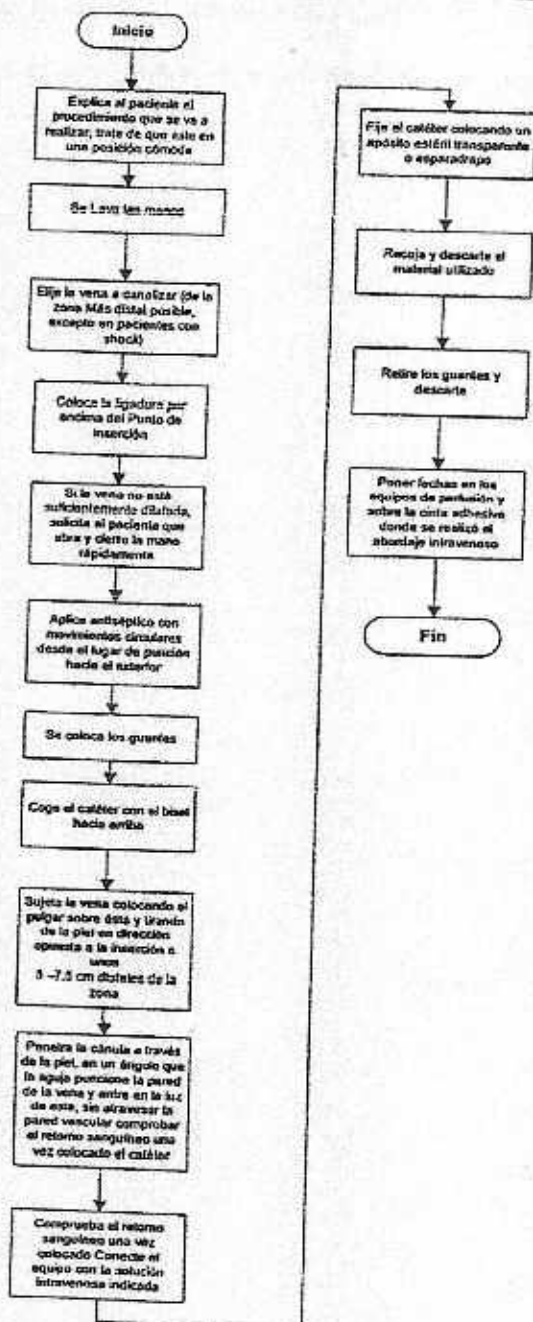 Inicio
Explica al paciente el
procedimiento que se va a
realizar, trate de que este en
una posición cómoda
Se Lava las manos
Elije la vena a canalizar (de la
zona Más distal posible,
excepto en pacientes con
shock)
Coloca la ligadura por
encima del Punto de
inserción
Si la vena no está
suficientemente dilatada,
solicita al paciente que
abra y cierre la mano
rápidamente
Aplica antiséptico con
movimientos circulares
desde el lugar de punción
hacia el exterior
Se coloca los guantes
Coge el catéter con el bisel
hacia arriba
Sujeta la vena colocando el
pulgar sobre ésta y tirando
de la piel en dirección
opuesta a la inserción a
unos
5 –7.5 cm distales de la
zona
Penetra la cánula a través
de la piel, en un ángulo que
la aguja puncione la pared
de la vena y entre en la luz
de esta, sin atravesar la
pared vascular comprobar
el retorno sanguíneo una
vez colocado el catéter
Comprueba el retorno
sanguíneo una vez
colocado Conecte el
equipo con la solución
intravenosa indicada
Fije el catéter colocando un
apósito estéril transparente
o esparadrapo
Recoja y descarte el
material utilizado
Retire los guantes y
descarte
Poner fechas en los
equipos de perfusión y
sobre la cinta adhesiva
donde se realizó el
abordaje intravenoso
Fin